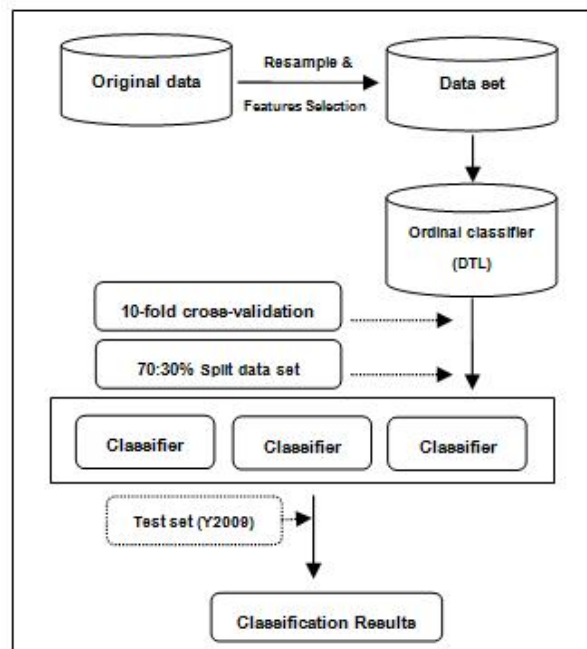 Original data
Resample &
Features Selection
Data set
Ordinal classifier
(DTL)
10-fold cross-validation
70:30% Split data set
Classifier
Classifier
Classifier
Test set (Y2009)
Classification Results